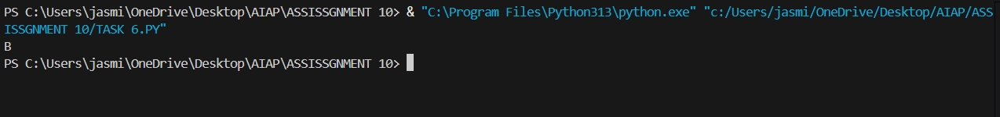 PS C:\Users\jasmi\OneDrive\Desktop\AIAP\ASSISSGNMENT 10> & "C:\Program Files\Python313\python.exe" "c:/Users/jasmi/OneDrive/Desktop/AIAP/ASS
ISSGNMENT 10/TASK 6.PY"
B
PS C:\Users\jasmi\OneDrive\Desktop\AIAP\ASSISSGNMENT 10>